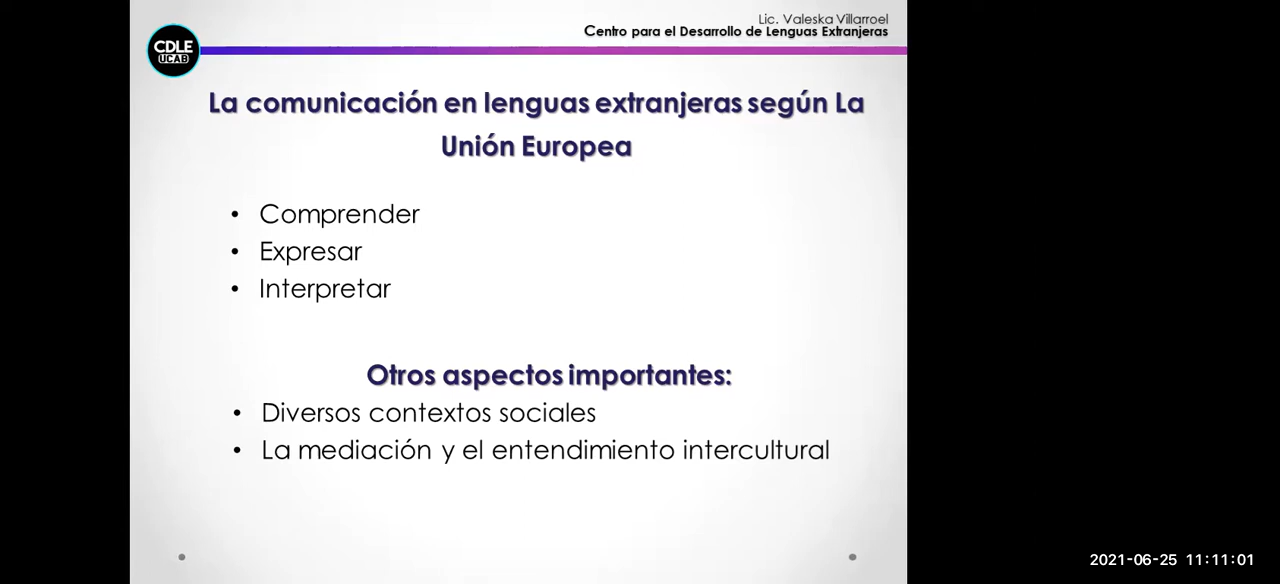 Lic. Valeska Villarroel
Centro para el Desarrollo de Lenguas Extranjeras
CDLE
UCAB
La comunicación en lenguas extranjeras según La
Unión Europea
• Comprender
• Expresar
• Interpretar
Otros aspectos importantes:
• Diversos contextos sociales
• La mediación y el entendimiento intercultural
2021-06-25 11:11:01